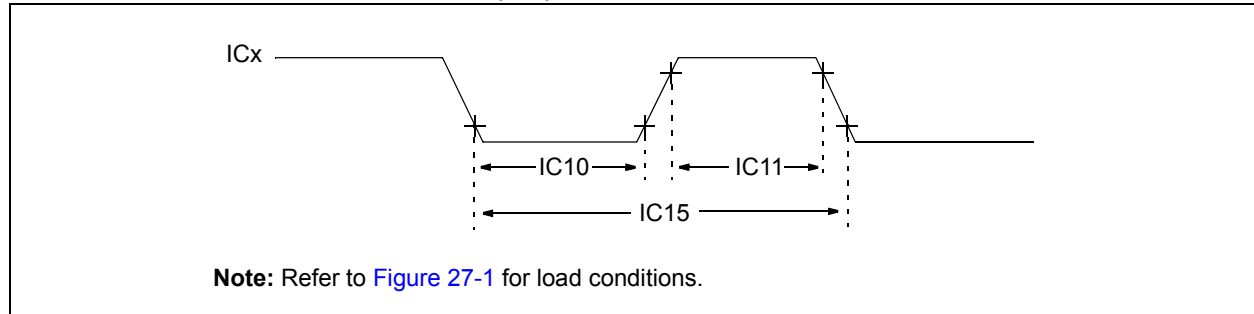 ICx
IC10
IC11
IC15
Note: Refer to Figure 27-1 for load conditions.